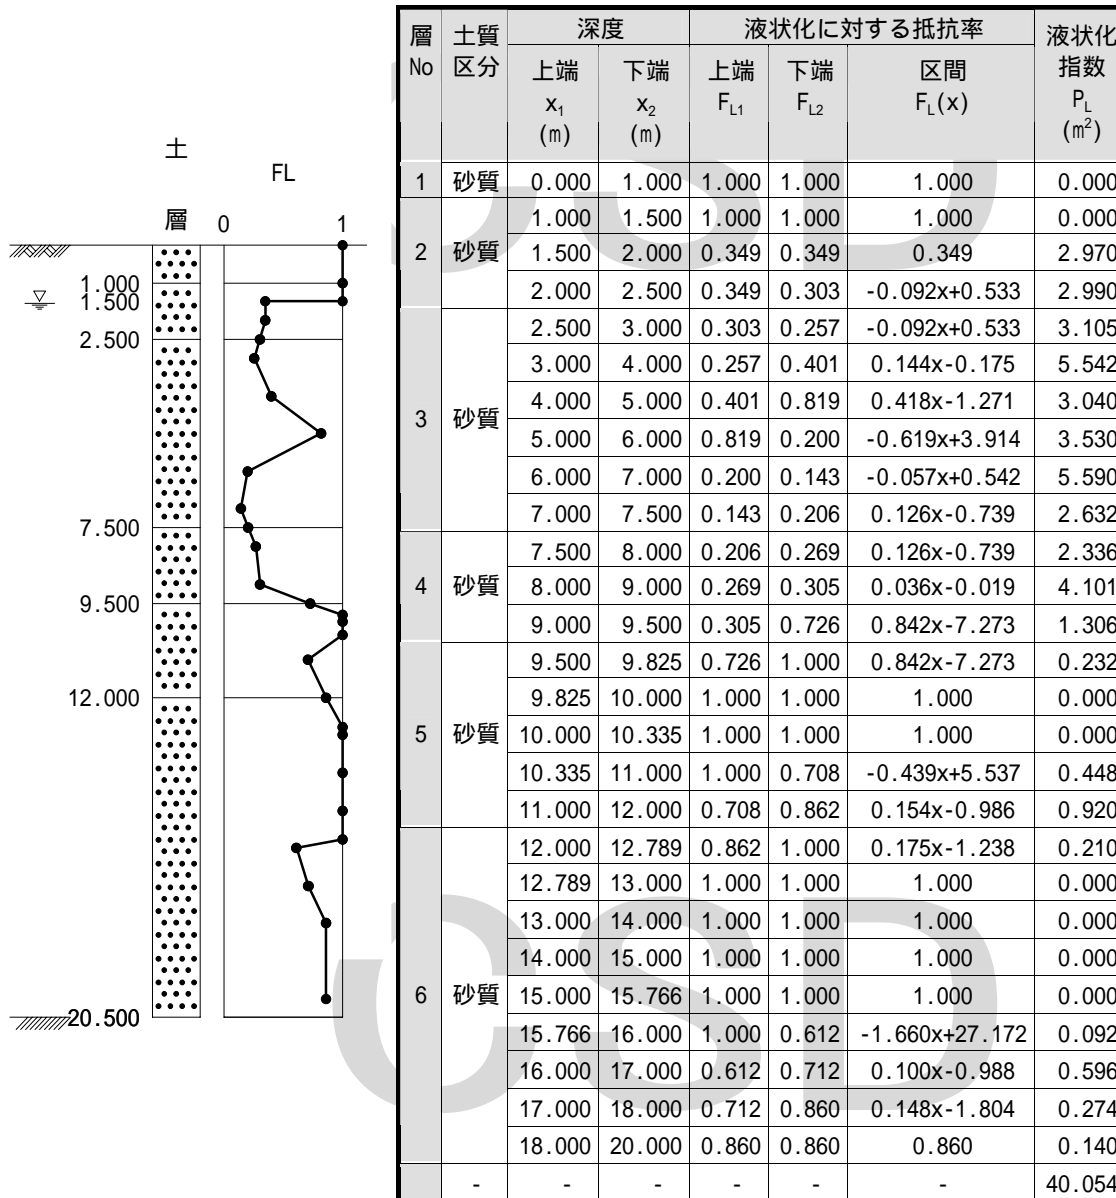 土
層
FL
0 1
1.000
1.500
2.500
7.500
9.500
12.000
20.500
層 土質 深度 液状化に対する抵抗率 液状化
No 区分 上端 下端 上端 下端 区間 指数
x₁ x₂ F_L1 F_L2 F_L(x) P_L
(m) (m) (m²)
1 砂質 0.000 1.000 1.000 1.000 1.000 0.000
1.000 1.500 1.000 1.000 1.000 0.000
2 砂質 1.500 2.000 0.349 0.349 0.349 2.970
2.000 2.500 0.349 0.303 -0.092x+0.533 2.990
2.500 3.000 0.303 0.257 -0.092x+0.533 3.105
3.000 4.000 0.257 0.401 0.144x-0.175 5.542
3 砂質 4.000 5.000 0.401 0.819 0.418x-1.271 3.040
5.000 6.000 0.819 0.200 -0.619x+3.914 3.530
6.000 7.000 0.200 0.143 -0.057x+0.542 5.590
7.000 7.500 0.143 0.206 0.126x-0.739 2.632
7.500 8.000 0.206 0.269 0.126x-0.739 2.336
4 砂質 8.000 9.000 0.269 0.305 0.036x-0.019 4.101
9.000 9.500 0.305 0.726 0.842x-7.273 1.306
9.500 9.825 0.726 1.000 0.842x-7.273 0.232
9.825 10.000 1.000 1.000 1.000 0.000
5 砂質 10.000 10.335 1.000 1.000 1.000 0.000
10.335 11.000 1.000 0.708 -0.439x+5.537 0.448
11.000 12.000 0.708 0.862 0.154x-0.986 0.920
12.000 12.789 0.862 1.000 0.175x-1.238 0.210
12.789 13.000 1.000 1.000 1.000 0.000
13.000 14.000 1.000 1.000 1.000 0.000
14.000 15.000 1.000 1.000 1.000 0.000
6 砂質 15.000 15.766 1.000 1.000 1.000 0.000
15.766 16.000 1.000 0.612 -1.660x+27.172 0.092
16.000 17.000 0.612 0.712 0.100x-0.988 0.596
17.000 18.000 0.712 0.860 0.148x-1.804 0.274
18.000 20.000 0.860 0.860 0.860 0.140
- - - - - - 40.054
CSD
CSD